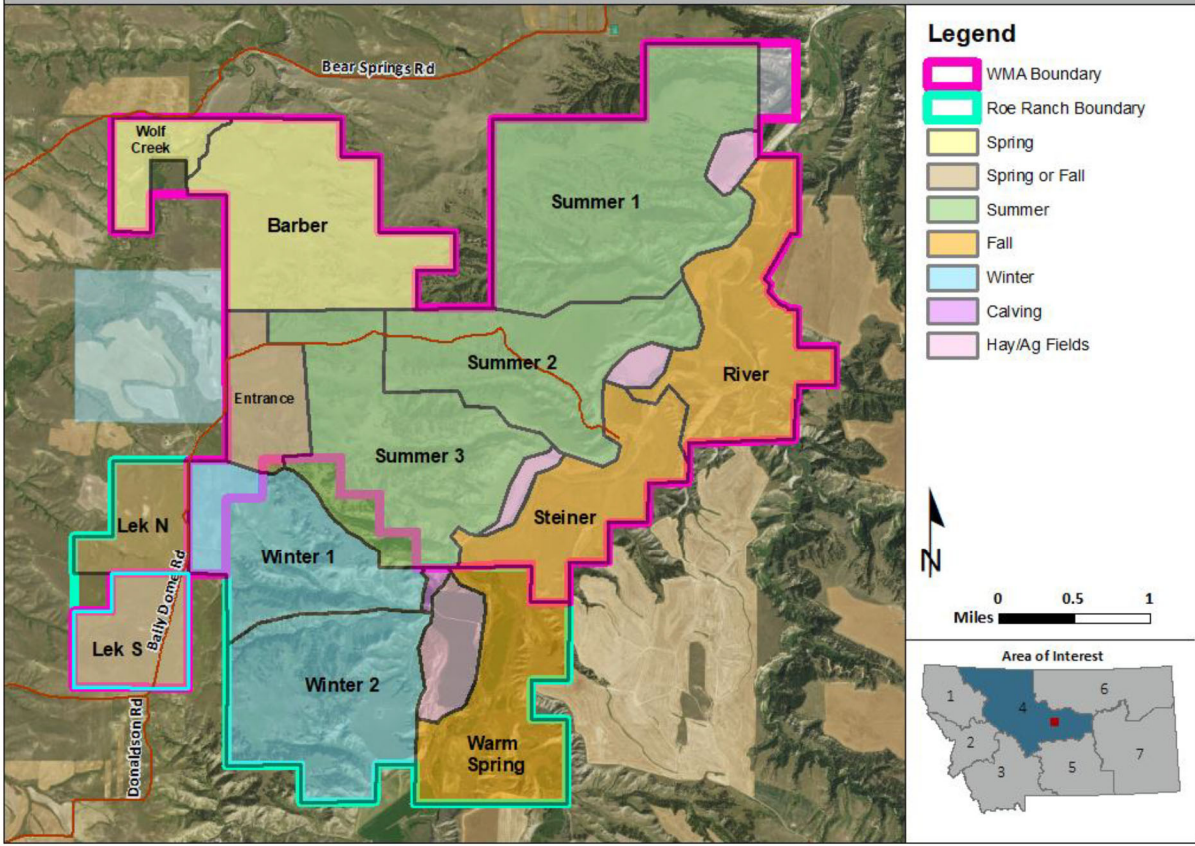 Bear Springs Rd
Wolf
Creek
Barber
Summer 1
Summer 2
River
Entrance
Summer 3
Steiner
Lek N
Winter 1
Bally Dome Rd
Lek S
Winter 2
Donaldson Rd
Warm
Spring
Legend
WMA Boundary
Roe Ranch Boundary
Spring
Spring or Fall
Summer
Fall
Winter
Calving
Hay/Ag Fields
N
0 0.5 1
Miles
Area of Interest
1
4
6
2
3
5
7